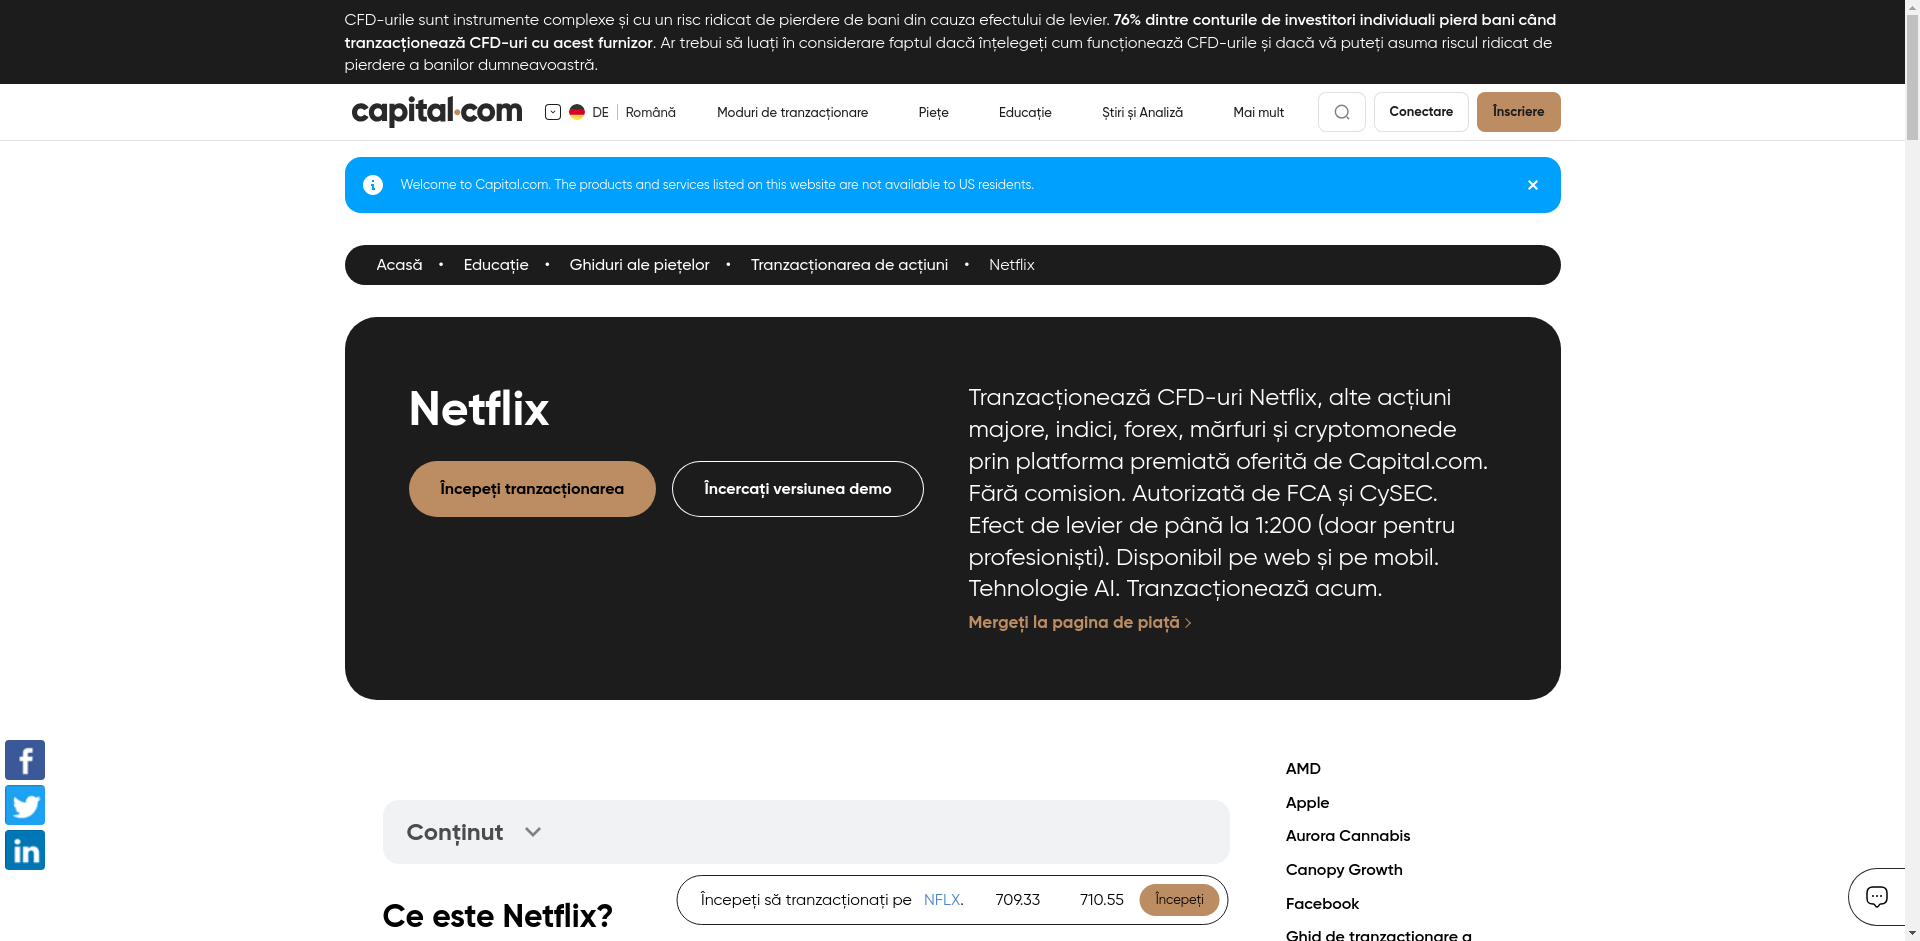 CFD-urile sunt instrumente complexe și cu un risc ridicat de pierdere de bani din cauza efectului de levier. 76% dintre conturile de investitori individuali pierd bani când
tranzacționează CFD-uri cu acest furnizor. Ar trebui să luați în considerare faptul dacă înțelegeți cum funcționează CFD-urile și dacă vă puteți asuma riscul ridicat de
pierdere a banilor dumneavoastră.
capital.com DE Română Moduri de tranzacționare Piețe Educație Știri și Analiză Mai mult Conectare Înscriere
Welcome to Capital.com. The products and services listed on this website are not available to US residents.
Acasă • Educație • Ghiduri ale piețelor • Tranzacționarea de acțiuni • Netflix
Netflix
Începeți tranzacționarea Încercați versiunea demo
Tranzacționează CFD-uri Netflix, alte acțiuni
majore, indici, forex, mărfuri și cryptomonede
prin platforma premiată oferită de Capital.com.
Fără comision. Autorizată de FCA și CySEC.
Efect de levier de până la 1:200 (doar pentru
profesioniști). Disponibil pe web și pe mobil.
Tehnologie AI. Tranzacționează acum.
Mergeți la pagina de piață
Conținut
Ce este Netflix?
Începeți să tranzacționați pe NFLX. 709.33 710.55 Începeți
AMD
Apple
Aurora Cannabis
Canopy Growth
Facebook
Ghid de tranzacționare a